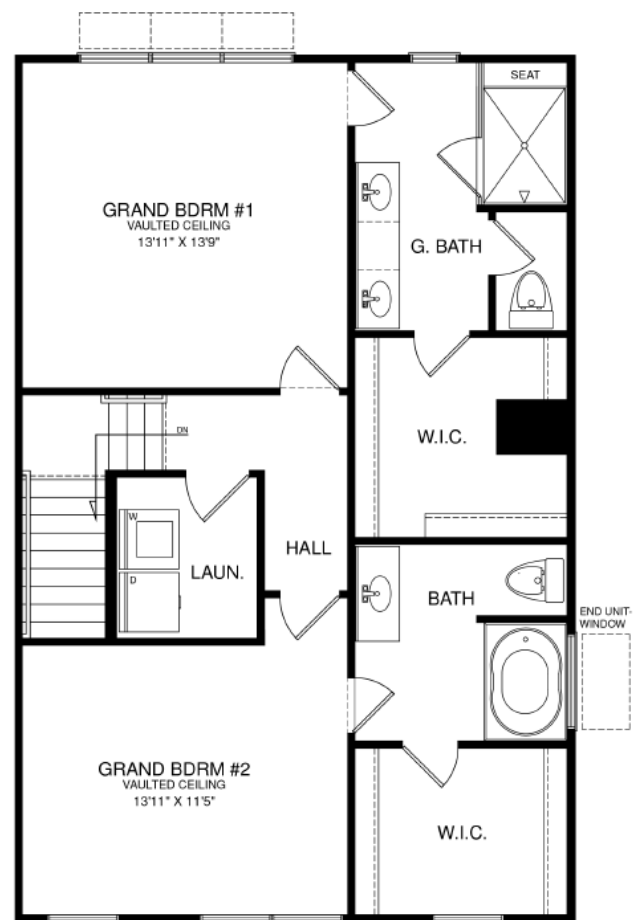 SEAT
GRAND BDRM #1
VAULTED CEILING
13'11" X 13'9"
G. BATH
DN
W.I.C.
W
LAUN.
D
HALL
BATH
END UNIT-
WINDOW
GRAND BDRM #2
VAULTED CEILING
13'11" X 11'5"
W.I.C.